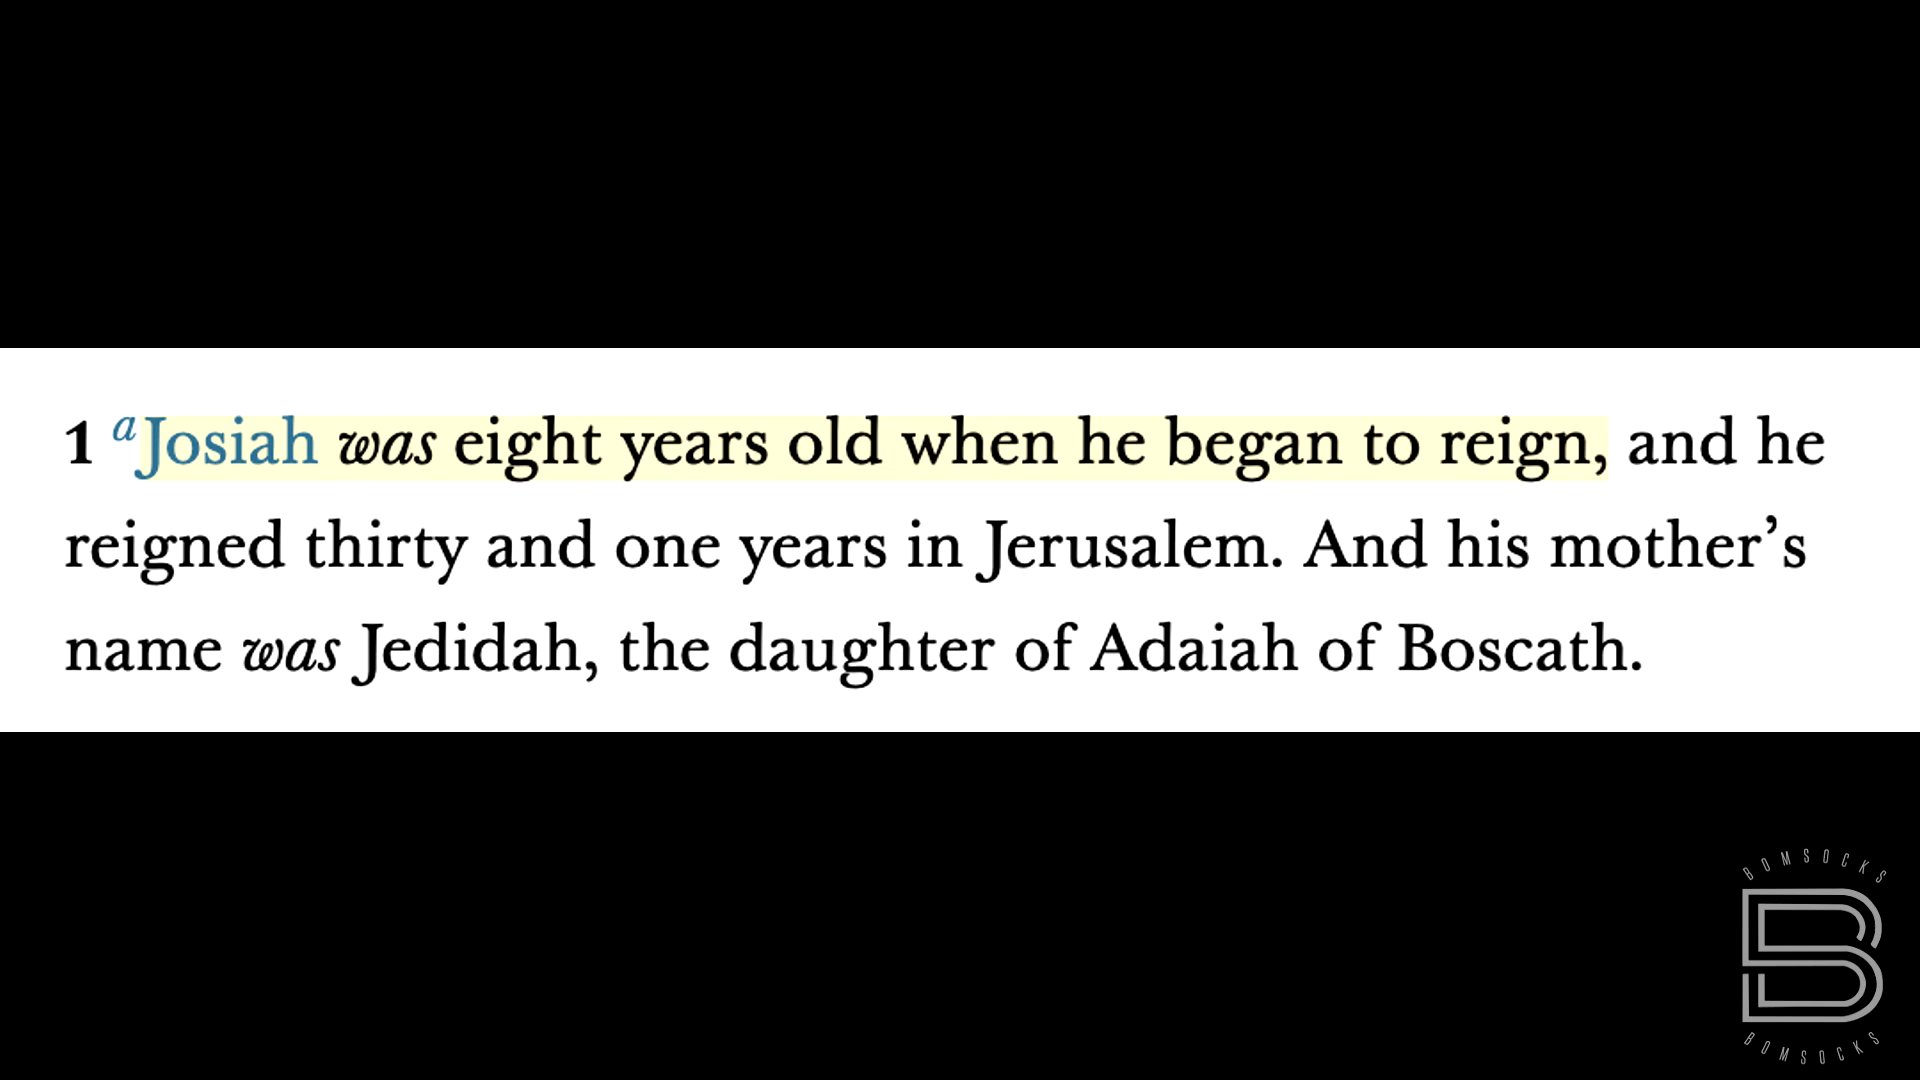 1 aJosiah was eight years old when he began to reign, and he
reigned thirty and one years in Jerusalem. And his mother’s
name was Jedidah, the daughter of Adaiah of Boscath.
BOMSOCKS
B
BOMSOCKS